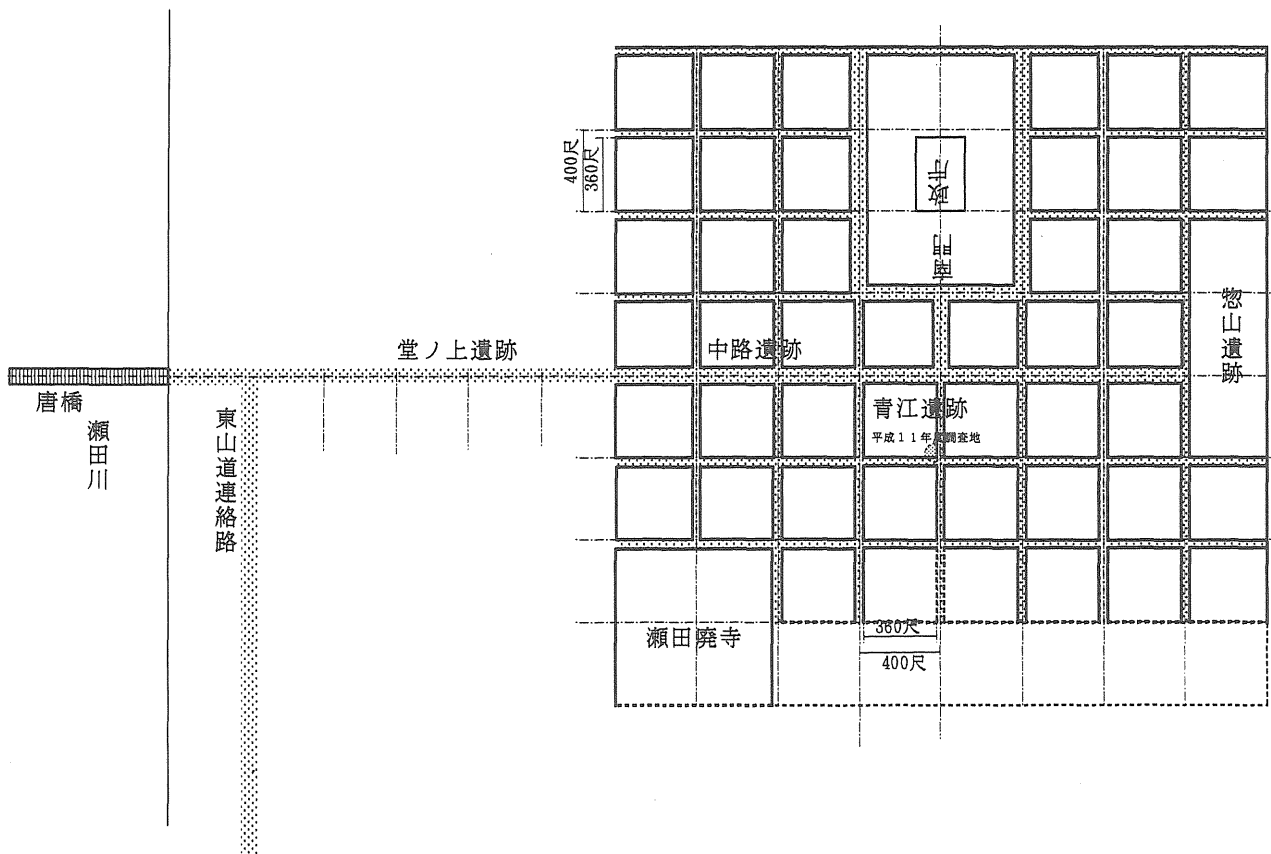 400尺
360尺
政庁
南門
惣山遺跡
堂ノ上遺跡
中路遺跡
唐橋
瀬田川
東山道連絡路
青江遺跡
平成11年度調査地
瀬田廃寺
360尺
400尺